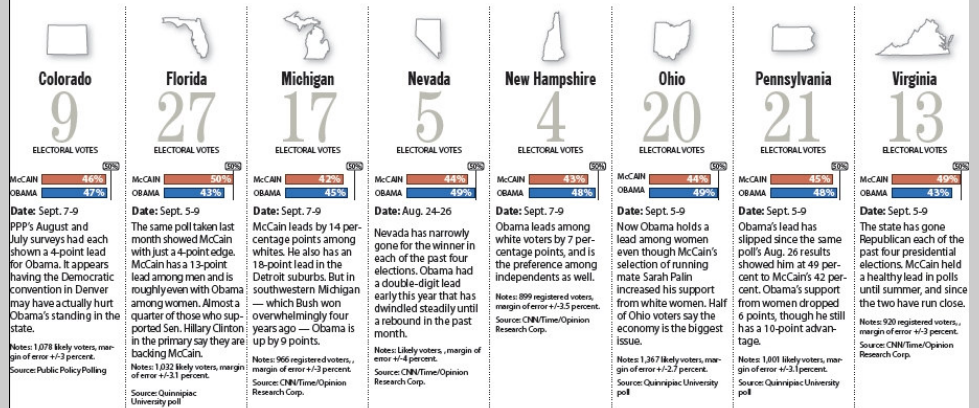 Colorado
9
ELECTORAL VOTES
50%
McCAIN 46%
OBAMA 47%
Date: Sept. 7-9
PPP's August and
July surveys had each
shown a 4-point lead
for Obama. It appears
having the Democratic
convention in Denver
may have actually hurt
Obama's standing in the
state.
Notes: 1,078 likely voters, mar-
gin of error +/-3 percent.
Source: Public Policy Polling
Florida
27
ELECTORAL VOTES
50%
McCAIN 50%
OBAMA 43%
Date: Sept. 5-9
The same poll taken last
month showed McCain
with just a 4-point edge.
McCain has a 13-point
lead among men and is
roughly even with Obama
among women. Almost a
quarter of those who sup-
ported Sen. Hillary Clinton
in the primary say they are
backing McCain.
Notes: 1,032 likely voters, margin
of error +/-3.1 percent.
Source: Quinnipiac
University poll
Michigan
17
ELECTORAL VOTES
50%
McCAIN 42%
OBAMA 45%
Date: Sept. 7-9
McCain leads by 14 per-
centage points among
whites. He also has an
18-point lead in the
Detroit suburbs. But in
southwestern Michigan
— which Bush won
overwhelmingly four
years ago — Obama is
up by 9 points.
Notes: 966 registered voters, ,
margin of error +/-3 percent.
Source: CNN/Time/Opinion
Research Corp.
Nevada
5
ELECTORAL VOTES
50%
McCAIN 44%
OBAMA 49%
Date: Aug. 24-26
Nevada has narrowly
gone for the winner in
each of the past four
elections. Obama had
a double-digit lead
early this year that has
dwindled steadily until
a rebound in the past
month.
Notes: Likely voters, , margin of
error +/-4 percent.
Source: CNN/Time/Opinion
Research Corp.
New Hampshire
4
ELECTORAL VOTES
50%
McCAIN 43%
OBAMA 48%
Date: Sept. 7-9
Obama leads among
white voters by 7 per-
centage points, and is
the preference among
independents as well.
Notes: 899 registered voters,
margin of error +/-3.5 percent.
Source: CNN/Time/Opinion
Research Corp.
Ohio
20
ELECTORAL VOTES
50%
McCAIN 44%
OBAMA 49%
Date: Sept. 5-9
Now Obama holds a
lead among women
even though McCain's
selection of running
mate Sarah Palin
increased his support
from white women. Half
of Ohio voters say the
economy is the biggest
issue.
Notes: 1,367 likely voters, mar-
gin of error +/-2.7 percent.
Source: Quinnipiac University
poll
Pennsylvania
21
ELECTORAL VOTES
50%
McCAIN 45%
OBAMA 48%
Date: Sept. 5-9
Obama's lead has
slipped since the same
poll's Aug. 26 results
showed him at 49 per-
cent to McCain's 42 per-
cent. Obama's support
from women dropped
6 points, though he still
has a 10-point advan-
tage.
Notes: 1,001 likely voters, mar-
gin of error +/-3.1percent.
Source: Quinnipiac University
poll
Virginia
13
ELECTORAL VOTES
50%
McCAIN 49%
OBAMA 43%
Date: Sept. 5-9
The state has gone
Republican each of the
past four presidential
elections. McCain held
a healthy lead in polls
until summer, and since
the two have run close.
Notes: 920 registered voters, ,
margin of error +/-3 percent.
Source: CNN/Time/Opinion
Research Corp.